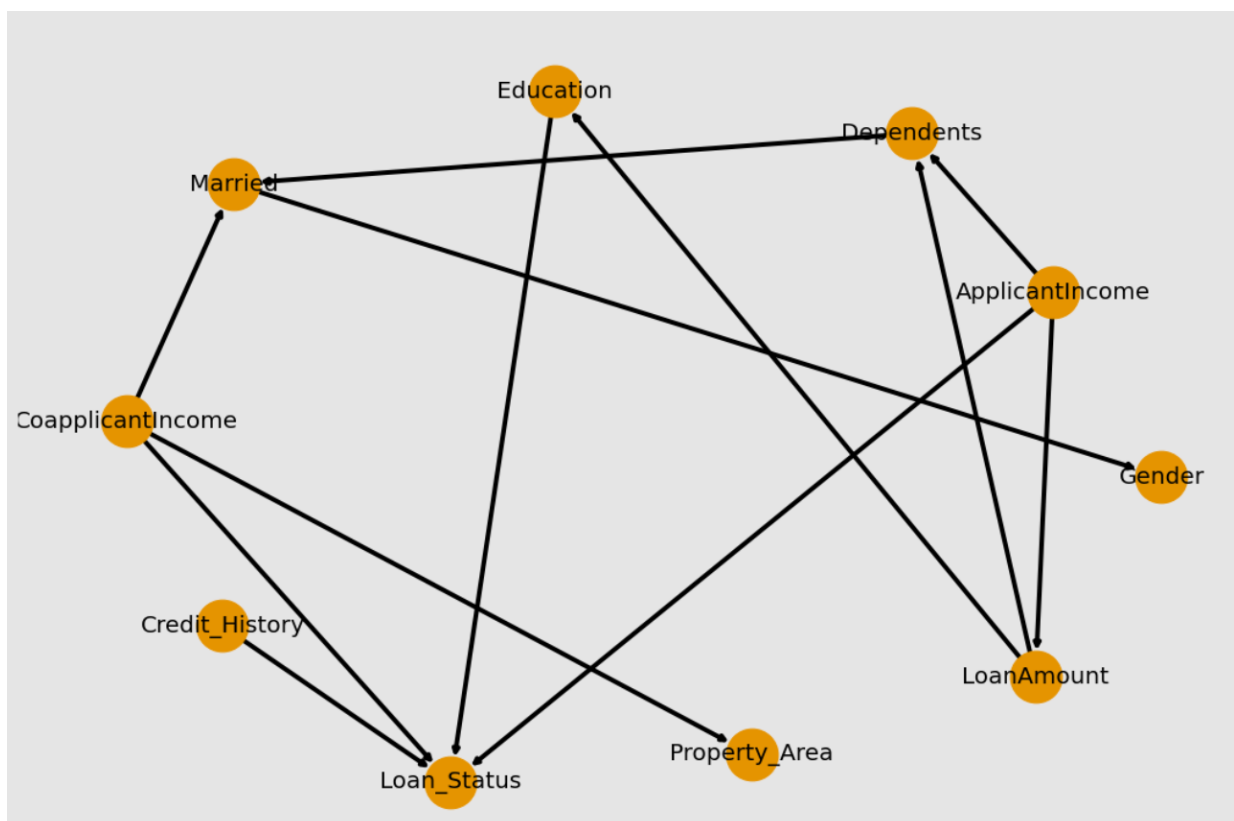 Education
Dependents
Married
ApplicantIncome
CoapplicantIncome
Gender
Credit_History
LoanAmount
Property_Area
Loan_Status